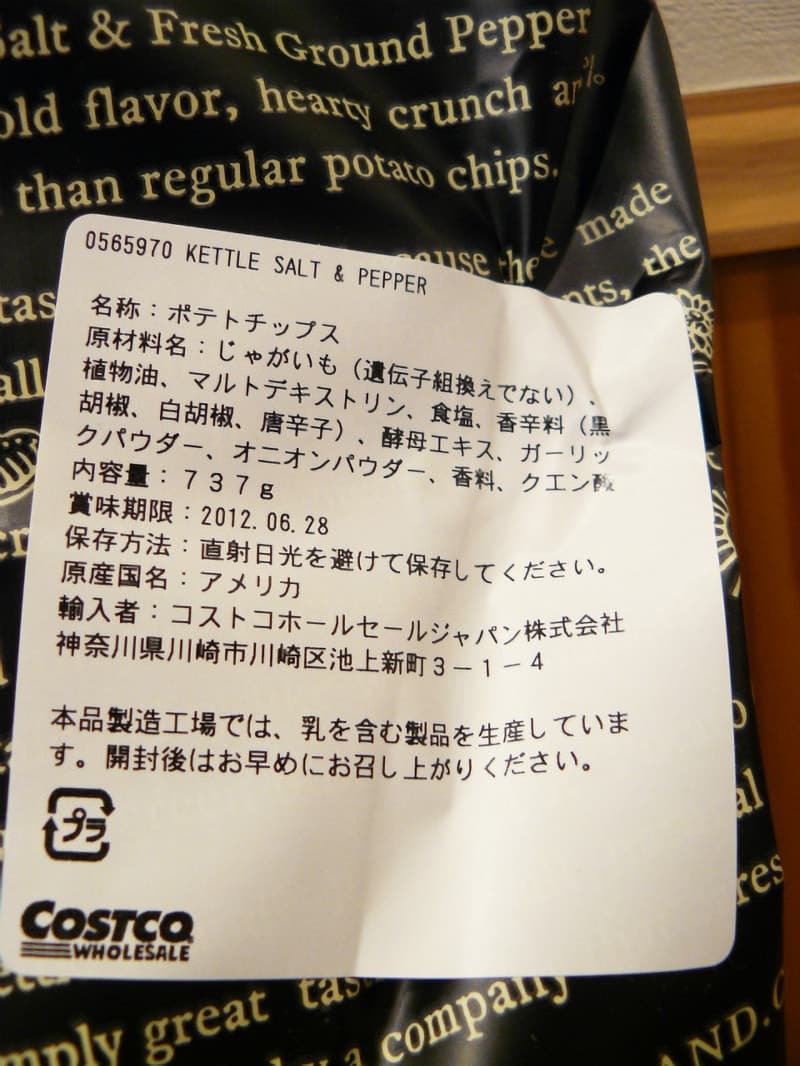 Salt & Fresh Ground Pepper
old flavor, hearty crunch
than regular potato chips.
made
the
0565970 KETTLE SALT & PEPPER
名称：ポテトチップス
原材料名：じゃがいも（遺伝子組換えでない）、
植物油、マルトデキストリン、食塩、香辛料（黒
胡椒、白胡椒、唐辛子）、酵母エキス、ガーリッ
クパウダー、オニオンパウダー、香料、クエン酸
内容量：７３７ｇ
賞味期限：2012.06.28
保存方法：直射日光を避けて保存してください。
原産国名：アメリカ
輸入者：コストコホールセールジャパン株式会社
神奈川県川崎市川崎区池上新町３－１－４
本品製造工場では、乳を含む製品を生産していま
す。開封後はお早めにお召し上がりください。
プラ
COSTCO
WHOLESALE
great
a company
AND.